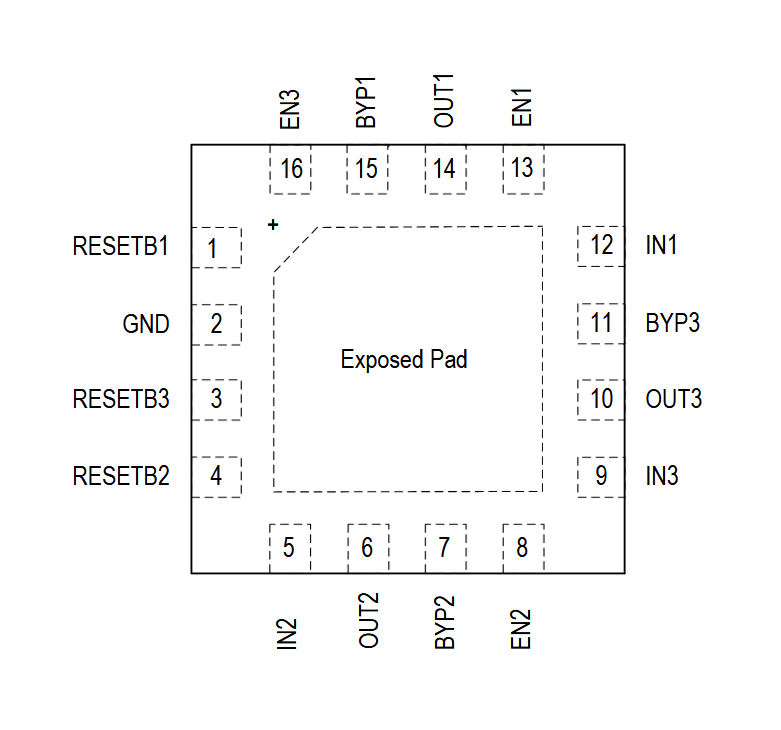 EN3 BYP1 OUT1 EN1
16 15 14 13
+
RESETB1 1 12 IN1
GND 2 11 BYP3
Exposed Pad
RESETB3 3 10 OUT3
RESETB2 4 9 IN3
5 6 7 8
IN2 OUT2 BYP2 EN2